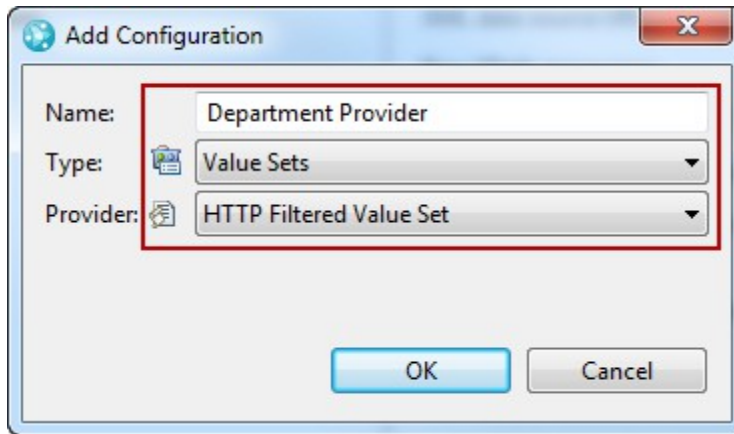 Add Configuration
Name: Department Provider
Type: Value Sets
Provider: HTTP Filtered Value Set
OK Cancel